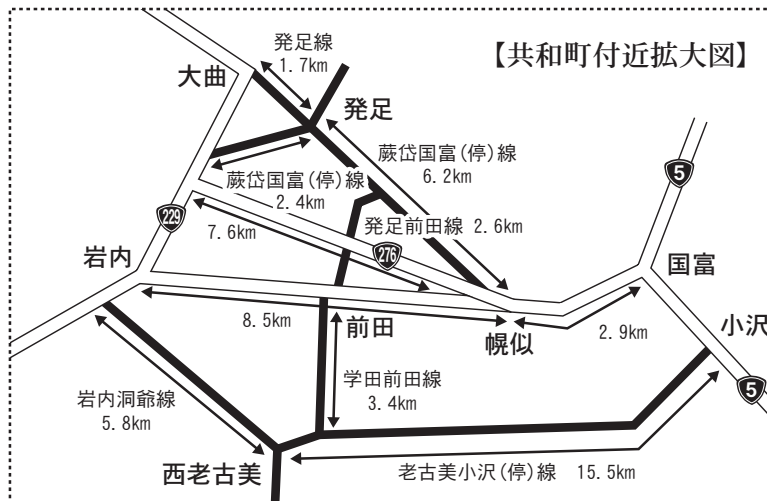 【共和町付近拡大図】
発足線
1.7km
大曲
発足
蕨岱国富(停)線
6.2km
5
蕨岱国富(停)線
2.4km
発足前田線 2.6km
229
7.6km
276
岩内
国富
8.5km
前田
幌似
2.9km
小沢
学田前田線
3.4km
岩内洞爺線
5.8km
5
西老古美
老古美小沢(停)線 15.5km